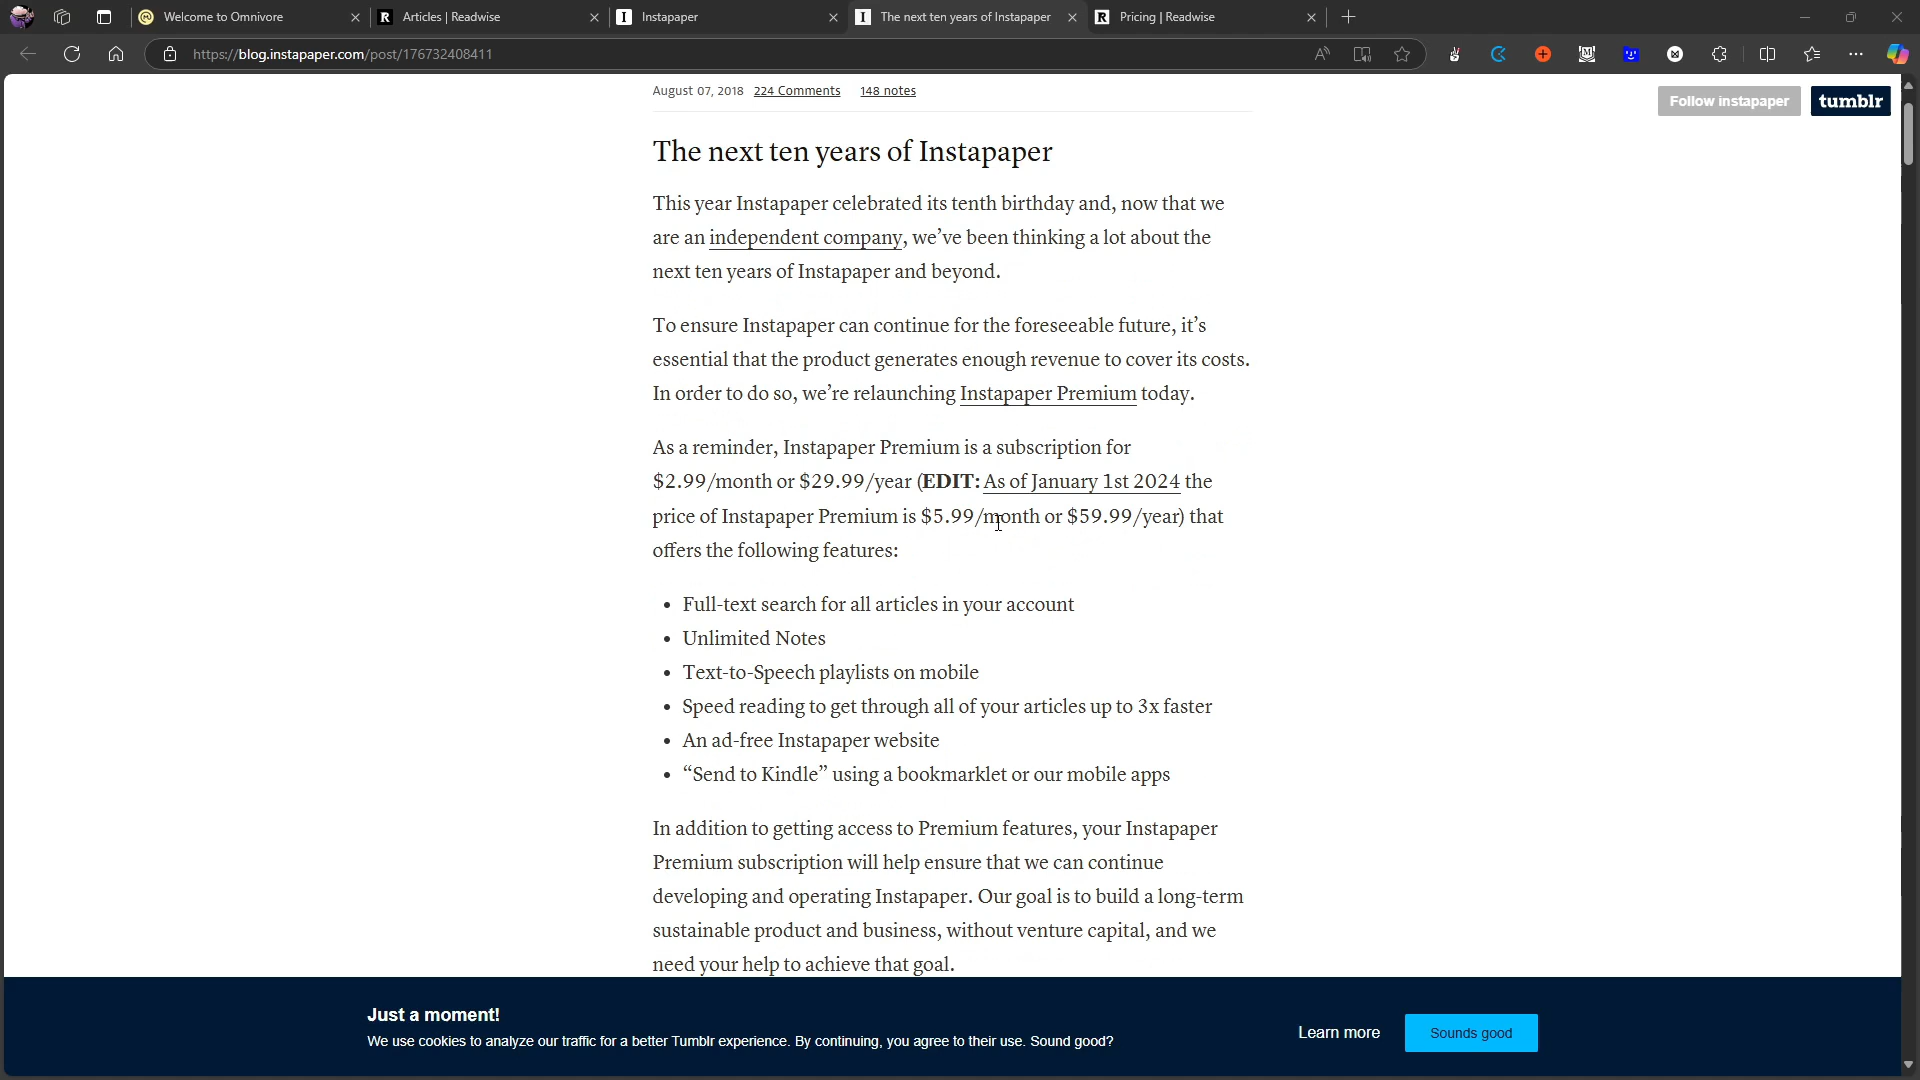 Welcome to Omnivore
Articles | Readwise
Instapaper
The next ten years of Instapaper
Pricing | Readwise
https://blog.instapaper.com/post/176732408411
August 07, 2018 224 Comments 148 notes
Follow instapaper
tumblr
The next ten years of Instapaper
This year Instapaper celebrated its tenth birthday and, now that we
are an independent company, we’ve been thinking a lot about the
next ten years of Instapaper and beyond.
To ensure Instapaper can continue for the foreseeable future, it’s
essential that the product generates enough revenue to cover its costs.
In order to do so, we’re relaunching Instapaper Premium today.
As a reminder, Instapaper Premium is a subscription for
$2.99/month or $29.99/year (EDIT: As of January 1st 2024 the
price of Instapaper Premium is $5.99/month or $59.99/year) that
offers the following features:
• Full-text search for all articles in your account
• Unlimited Notes
• Text-to-Speech playlists on mobile
• Speed reading to get through all of your articles up to 3x faster
• An ad-free Instapaper website
• “Send to Kindle” using a bookmarklet or our mobile apps
In addition to getting access to Premium features, your Instapaper
Premium subscription will help ensure that we can continue
developing and operating Instapaper. Our goal is to build a long-term
sustainable product and business, without venture capital, and we
need your help to achieve that goal.
Just a moment!
We use cookies to analyze our traffic for a better Tumblr experience. By continuing, you agree to their use. Sound good?
Learn more
Sounds good